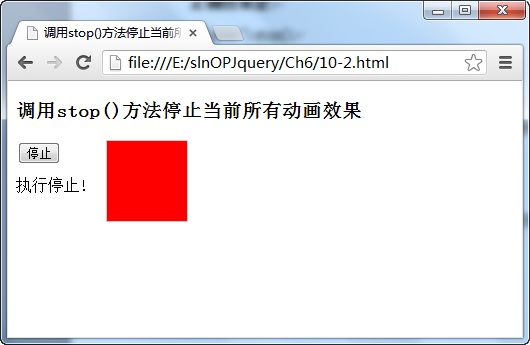 调用stop()方法停止当前所
file:///E:/slnOPJquery/Ch6/10-2.html
调用stop()方法停止当前所有动画效果
停止
执行停止!